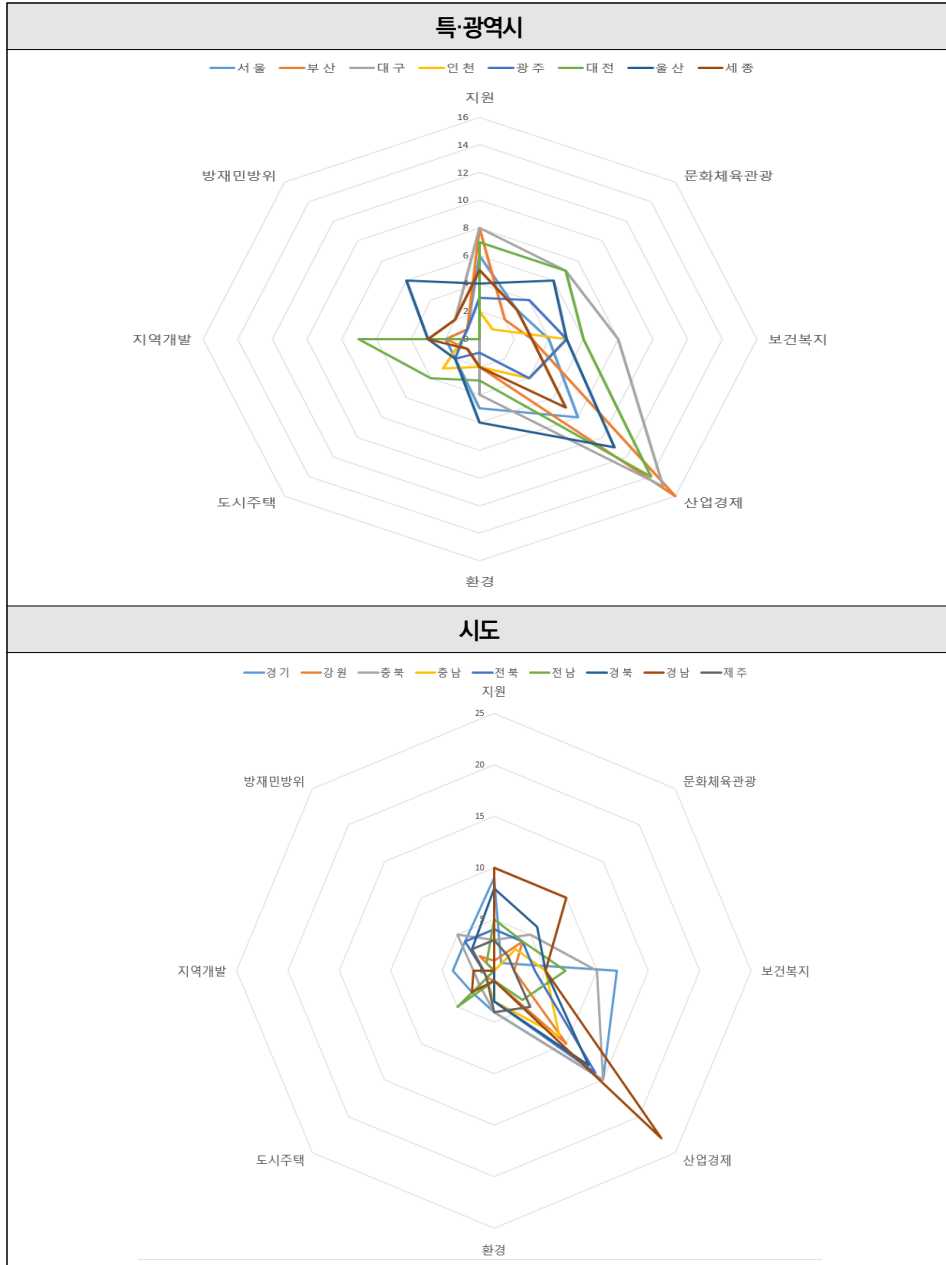 특·광역시
서울 부산 대구 인천 광주 대전 울산 세종
지원
16
14
12
10
8
6
4
2
0
문화체육관광
보건복지
산업경제
환경
도시주택
지역개발
방재민방위
시도
경기 강원 충북 충남 전북 전남 경북 경남 제주
지원
25
20
15
10
5
0
문화체육관광
보건복지
산업경제
환경
도시주택
지역개발
방재민방위